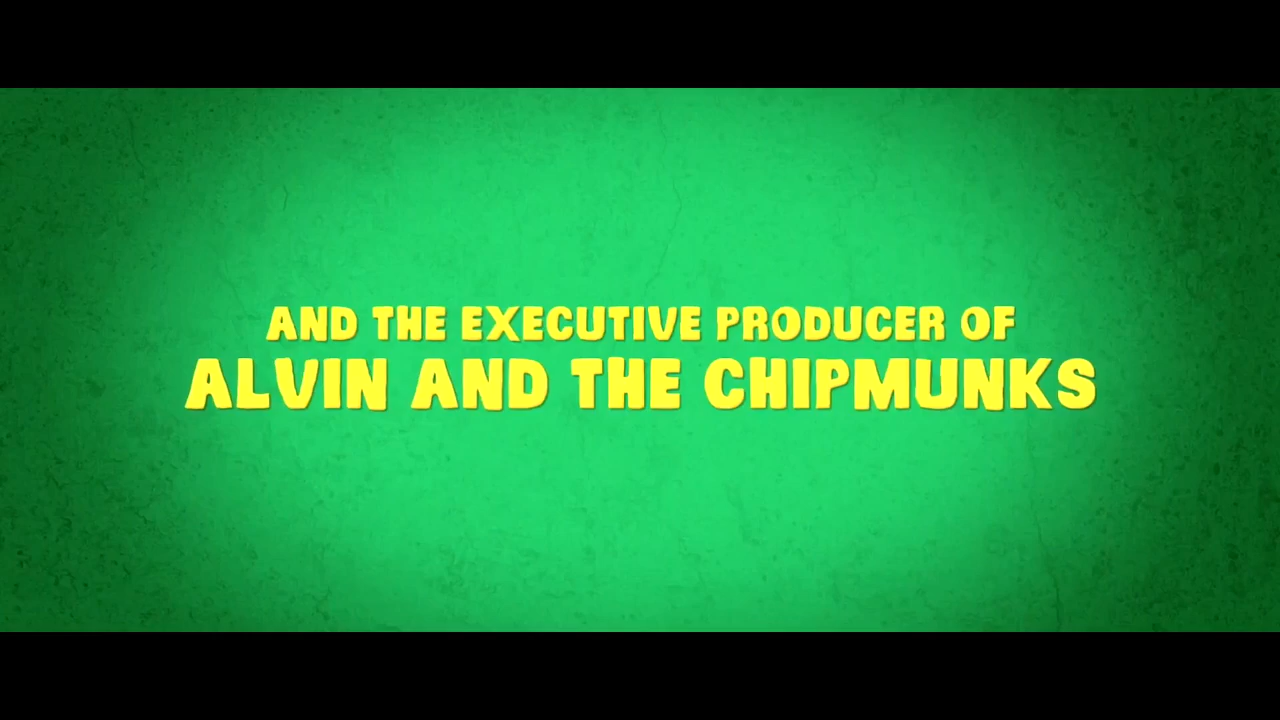 AND THE EXECUTIVE PRODUCER OF
ALVIN AND THE CHIPMUNKS